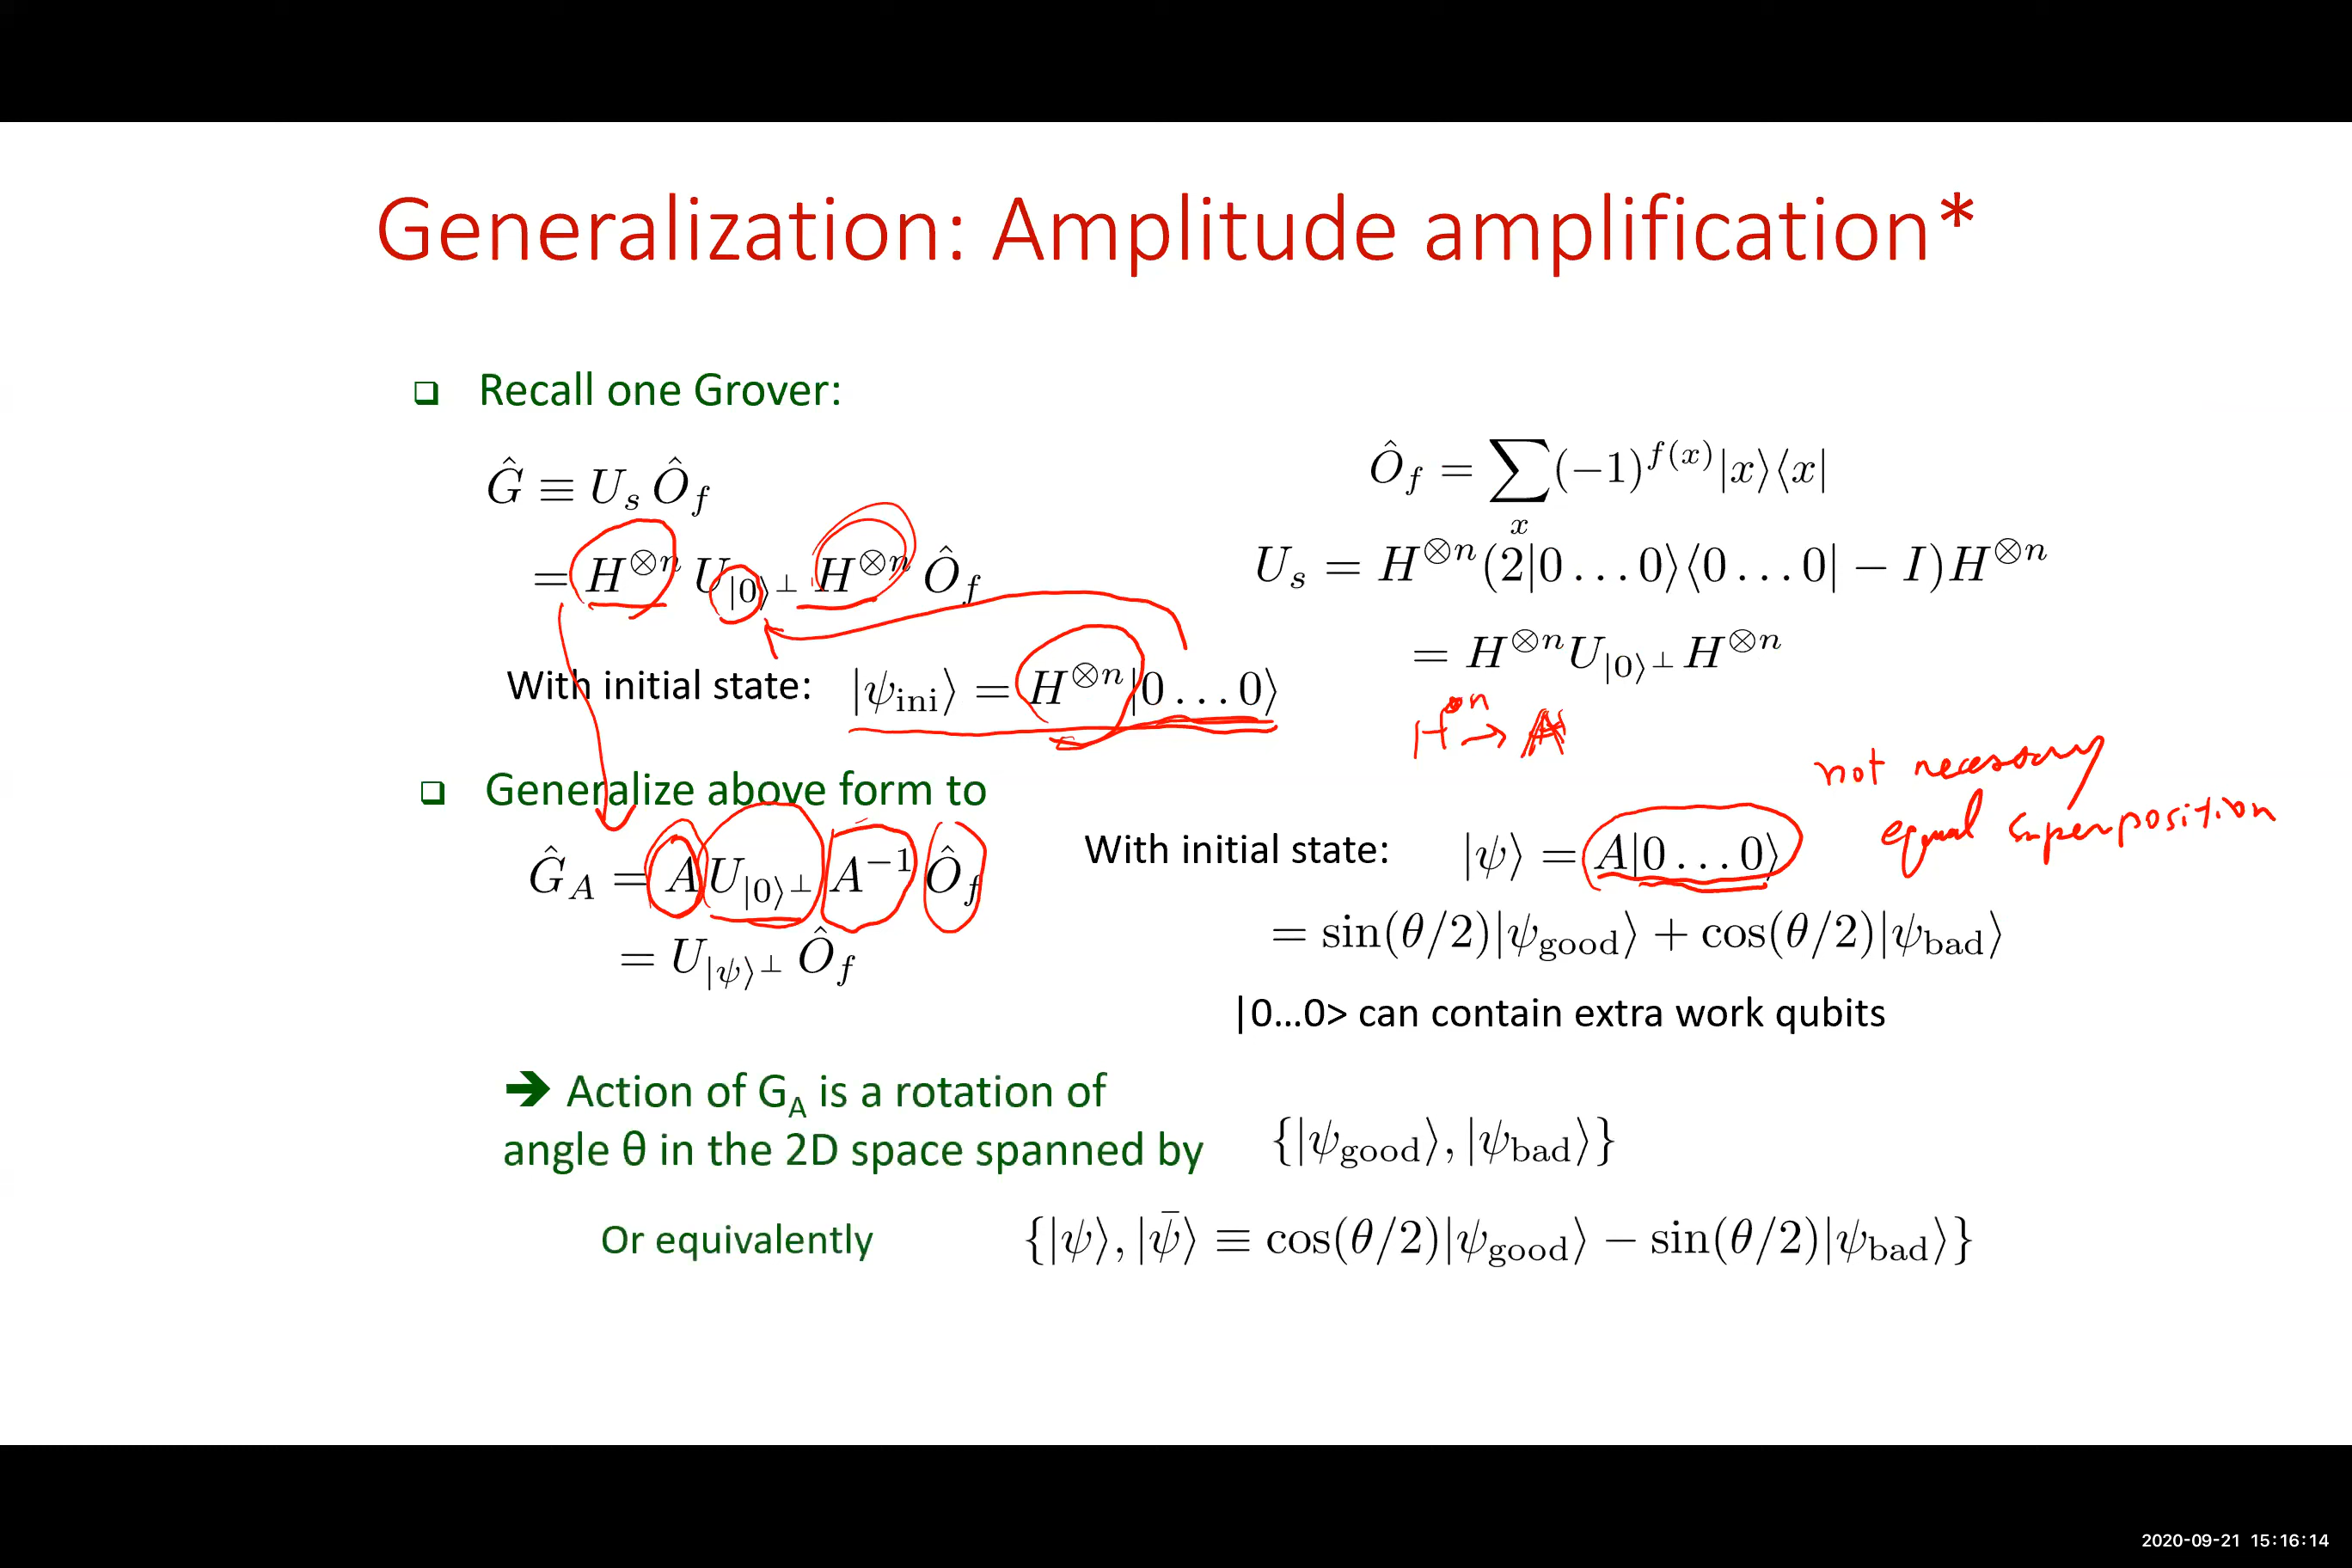 Generalization: Amplitude amplification*
❑ Recall one Grover:
Ĝ ≡ U_s Ô_f
= H^{⊗n} U_{|0⟩^⊥} H^{⊗n} Ô_f
Ô_f = ∑_x (−1)^{f(x)} |x⟩⟨x|
U_s = H^{⊗n}(2|0...0⟩⟨0...0| − I)H^{⊗n}
= H^{⊗n} U_{|0⟩^⊥} H^{⊗n}
With initial state: |ψ_ini⟩ = H^{⊗n}|0...0⟩
H^{⊗n} → A
❑ Generalize above form to
Ĝ_A = A U_{|0⟩^⊥} A^{−1} Ô_f
= U_{|ψ⟩^⊥} Ô_f
not necessary
equal superposition
With initial state: |ψ⟩ = A|0...0⟩
= sin(θ/2)|ψ_good⟩ + cos(θ/2)|ψ_bad⟩
|0...0> can contain extra work qubits
➔ Action of G_A is a rotation of
angle θ in the 2D space spanned by {|ψ_good⟩, |ψ_bad⟩}
Or equivalently {|ψ⟩, |ψ̄⟩ ≡ cos(θ/2)|ψ_good⟩ − sin(θ/2)|ψ_bad⟩}
2020-09-21 15:16:14